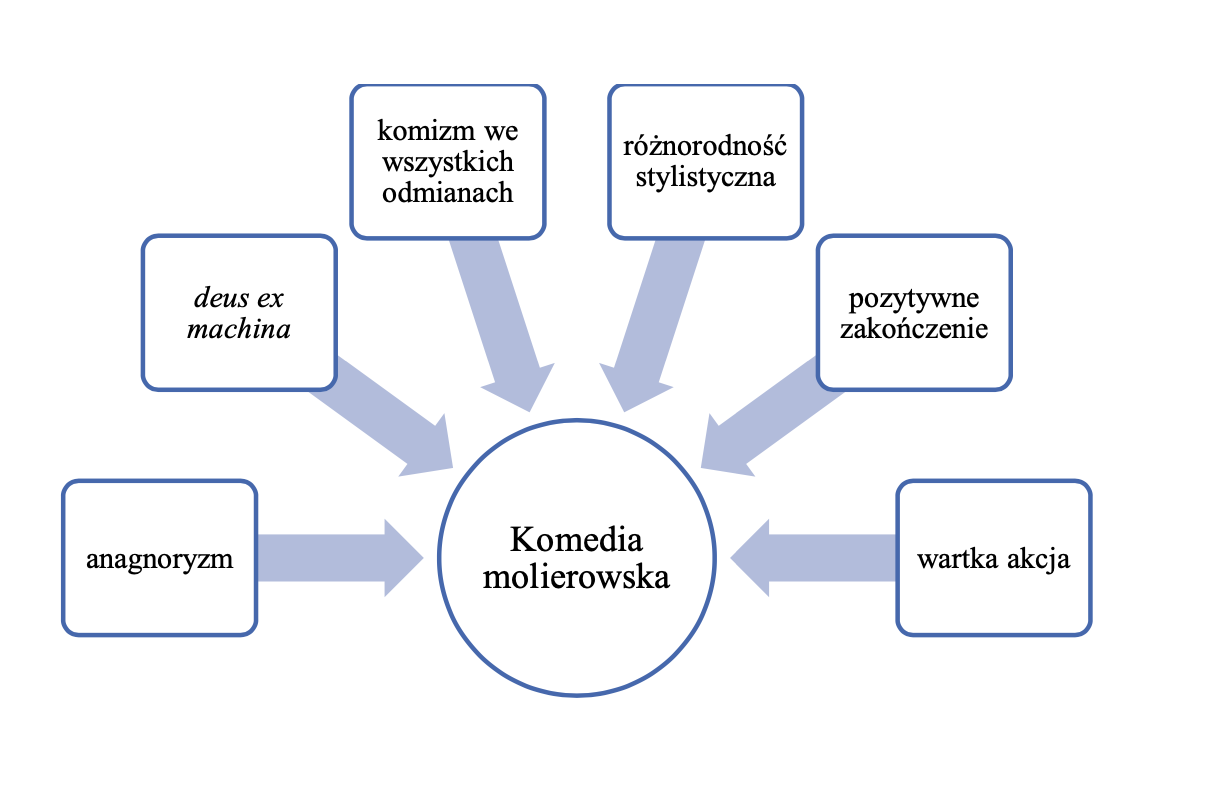 komizm we
wszystkich
odmianach
różnorodność
stylistyczna
deus ex
machina
pozytywne
zakończenie
anagnoryzm
Komedia
molierowska
wartka akcja